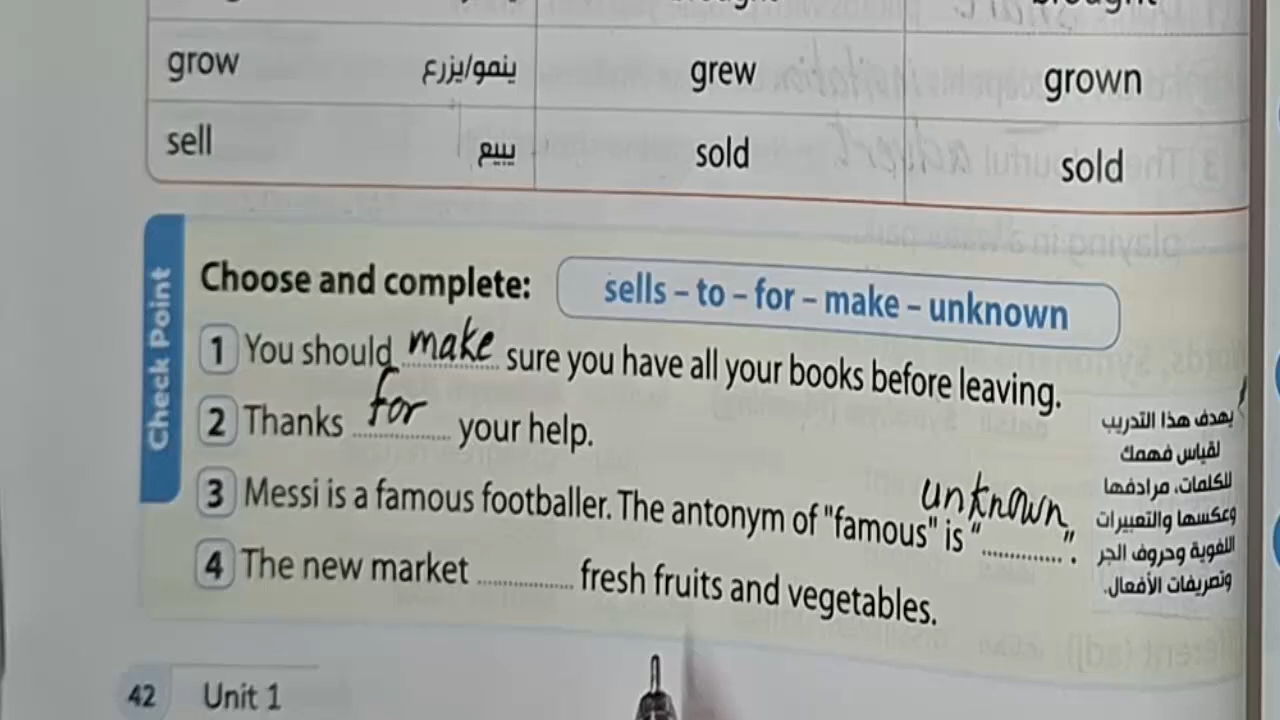 grow ينمو/يزرع grew grown
sell يبيع sold sold
Check Point
Choose and complete: sells – to – for – make – unknown
1 You should make sure you have all your books before leaving.
2 Thanks for your help.
3 Messi is a famous footballer. The antonym of "famous" is "unknown".
4 The new market ............ fresh fruits and vegetables.
يهدف هذا التدريب
لقياس فهمك
للكلمات، مرادفها
وعكسها والتعبيرات
اللغوية وحروف الجر
وتصريفات الأفعال.
42 Unit 1